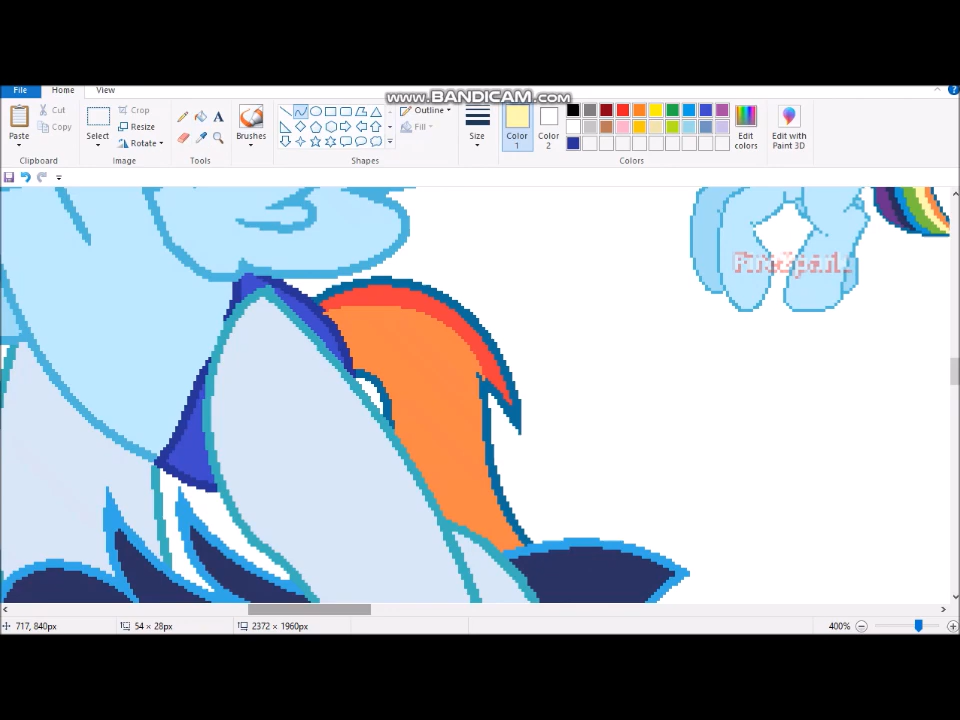 www.BANDICAM.com
File Home View
Paste
Cut
Copy
Clipboard
Select
Crop
Resize
Rotate
Image
A
Tools
Brushes
Outline
Fill
Shapes
Size
Color 1
Color 2
Edit colors
Colors
Edit with Paint 3D
717, 840px
54 × 28px
2372 × 1960px
400%